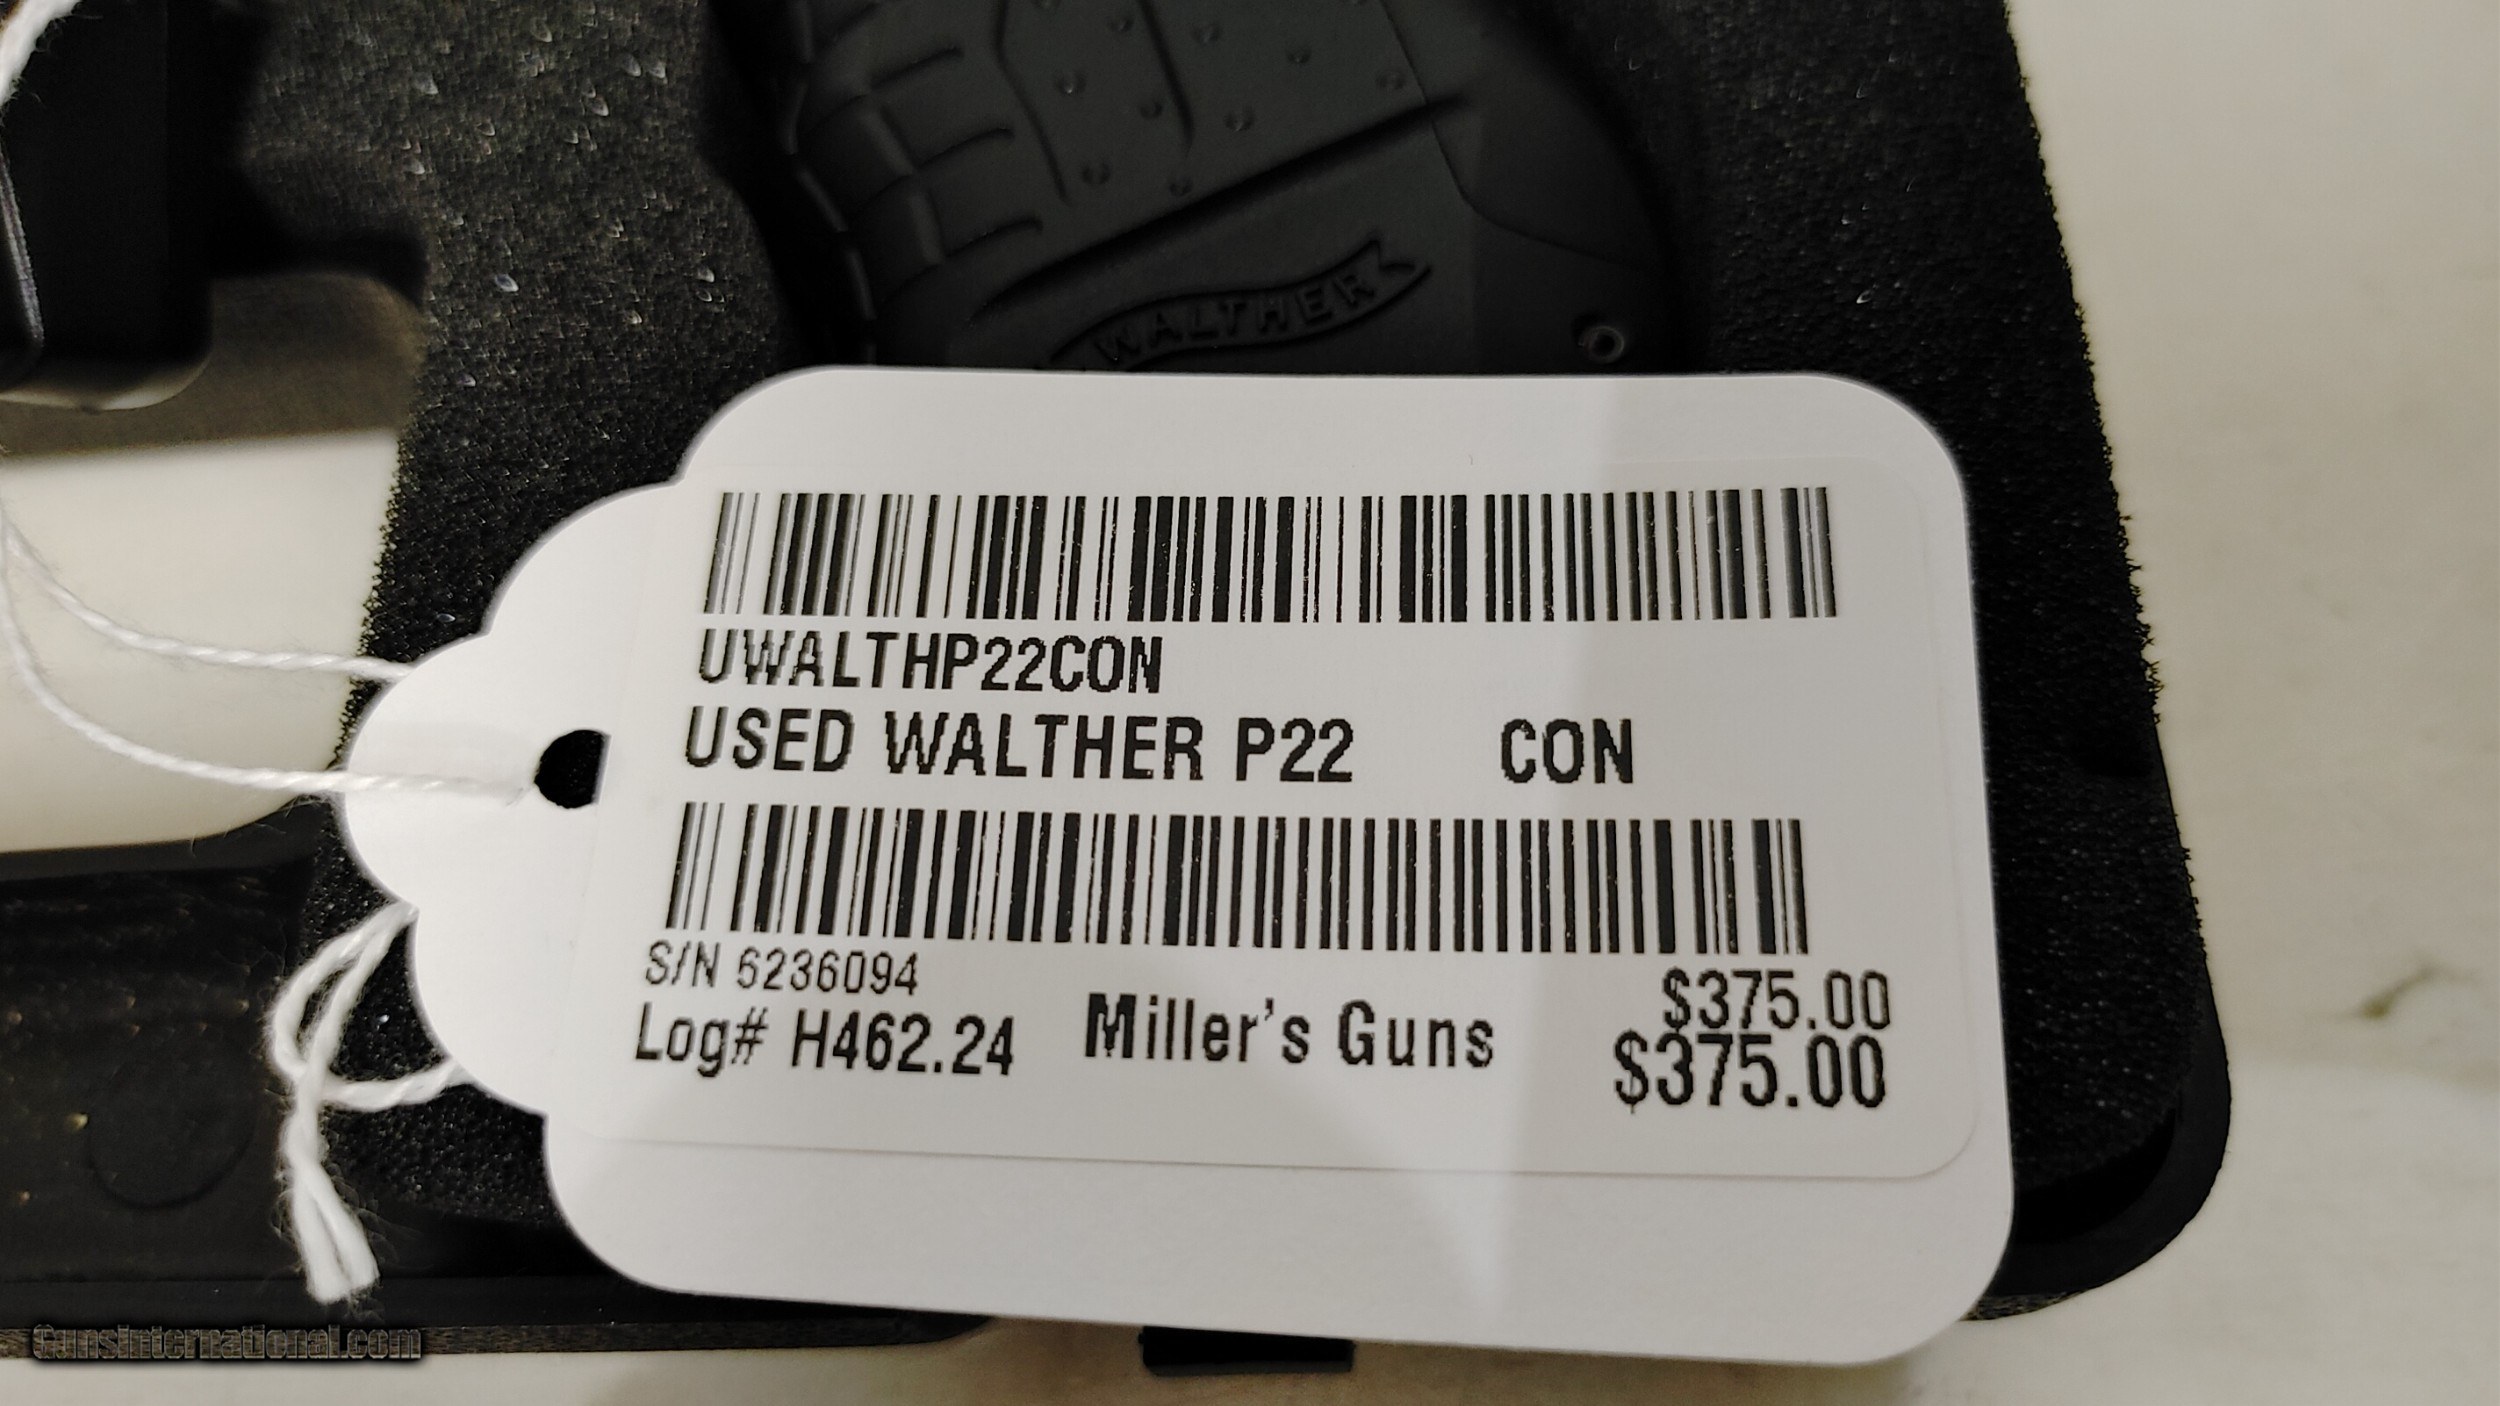 WALTHER
UWALTHP22CON
USED WALTHER P22 CON
S/N 6236094
$375.00
Log# H462.24 Miller's Guns $375.00
GunsInternational.com